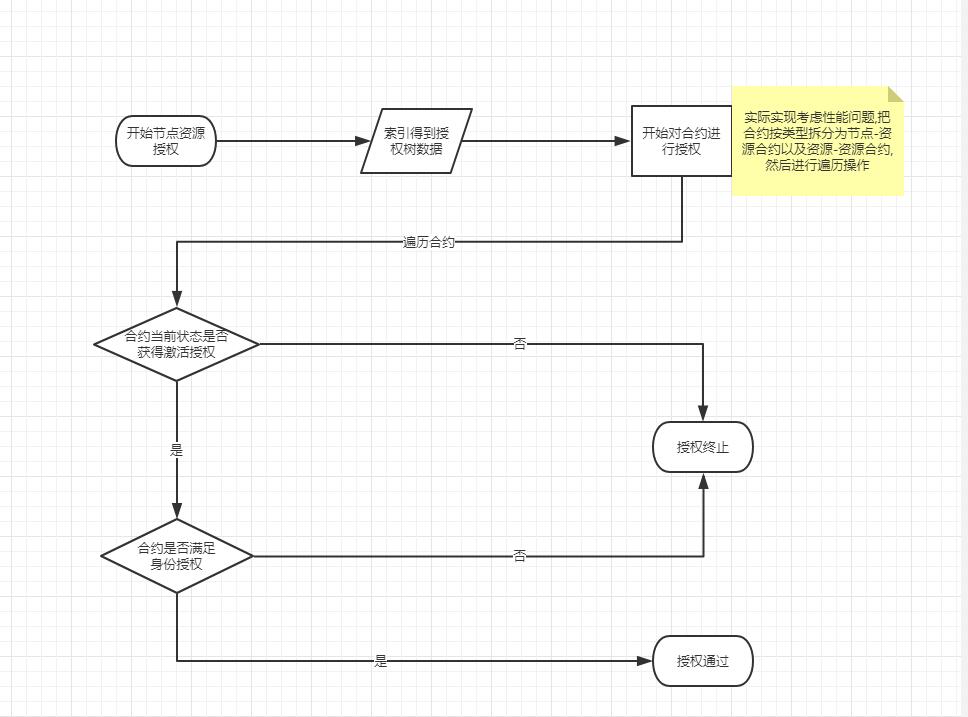 开始节点资源
授权
索引得到授
权树数据
开始对合约进
行授权
实际实现考虑性能问题,把
合约按类型拆分为节点-资
源合约以及资源-资源合约,
然后进行遍历操作
遍历合约
合约当前状态是否
获得激活授权
否
授权终止
是
合约是否满足
身份授权
否
是
授权通过